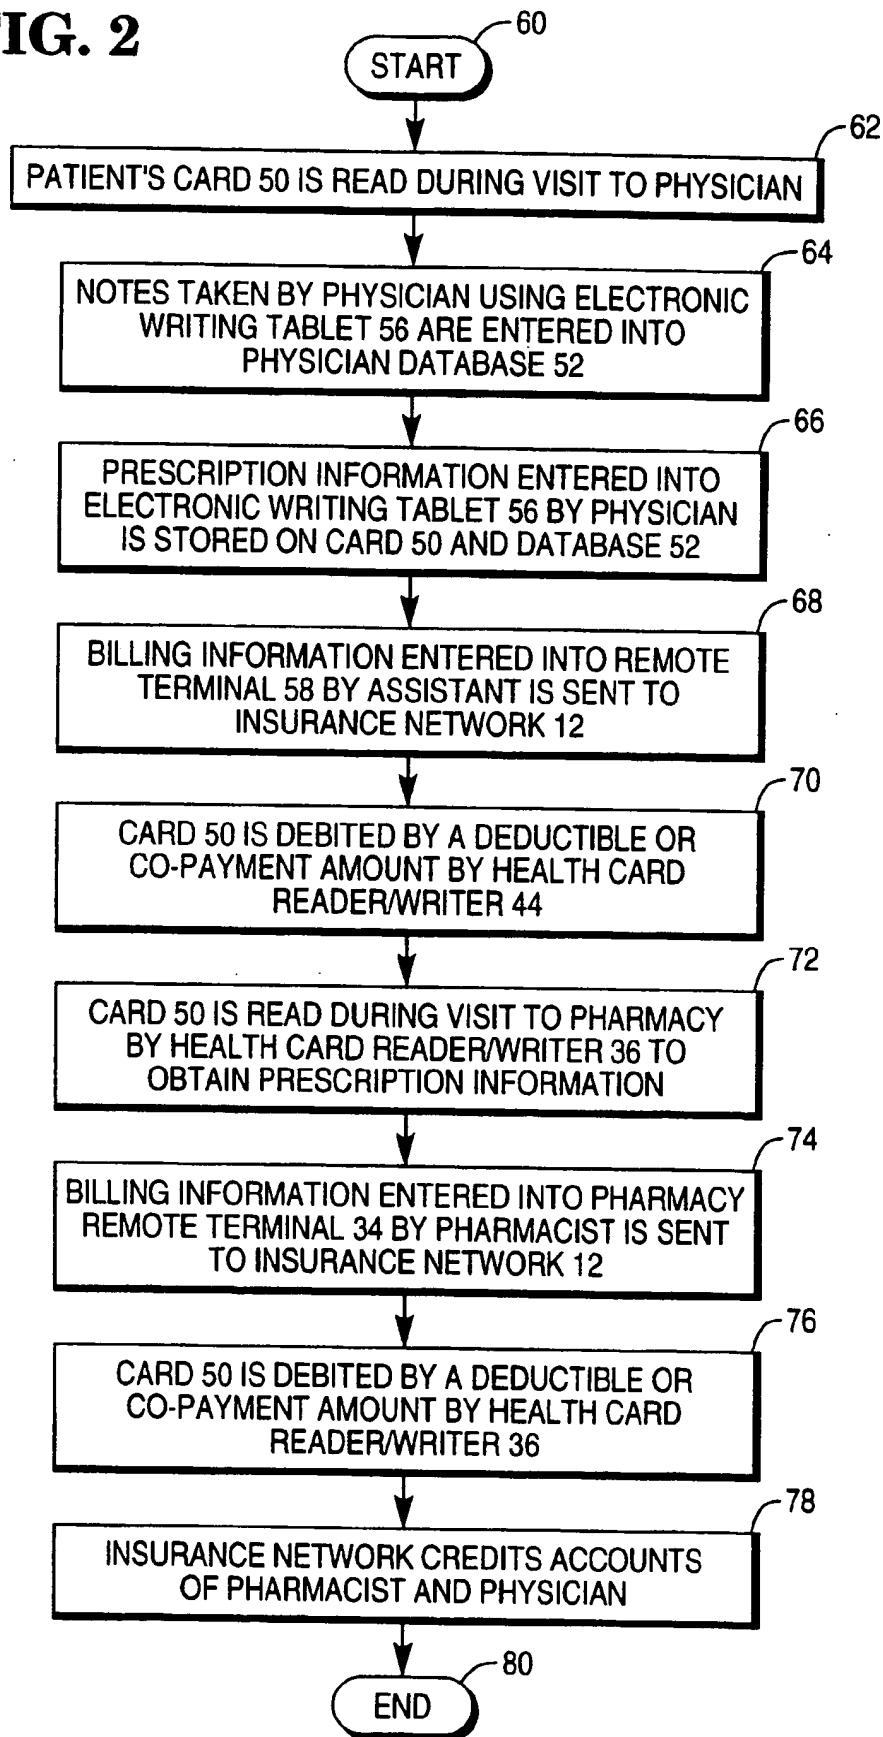 FIG. 2
60
START
62
PATIENT'S CARD 50 IS READ DURING VISIT TO PHYSICIAN
64
NOTES TAKEN BY PHYSICIAN USING ELECTRONIC
WRITING TABLET 56 ARE ENTERED INTO
PHYSICIAN DATABASE 52
66
PRESCRIPTION INFORMATION ENTERED INTO
ELECTRONIC WRITING TABLET 56 BY PHYSICIAN
IS STORED ON CARD 50 AND DATABASE 52
68
BILLING INFORMATION ENTERED INTO REMOTE
TERMINAL 58 BY ASSISTANT IS SENT TO
INSURANCE NETWORK 12
70
CARD 50 IS DEBITED BY A DEDUCTIBLE OR
CO-PAYMENT AMOUNT BY HEALTH CARD
READER/WRITER 44
72
CARD 50 IS READ DURING VISIT TO PHARMACY
BY HEALTH CARD READER/WRITER 36 TO
OBTAIN PRESCRIPTION INFORMATION
74
BILLING INFORMATION ENTERED INTO PHARMACY
REMOTE TERMINAL 34 BY PHARMACIST IS SENT
TO INSURANCE NETWORK 12
76
CARD 50 IS DEBITED BY A DEDUCTIBLE OR
CO-PAYMENT AMOUNT BY HEALTH CARD
READER/WRITER 36
78
INSURANCE NETWORK CREDITS ACCOUNTS
OF PHARMACIST AND PHYSICIAN
80
END